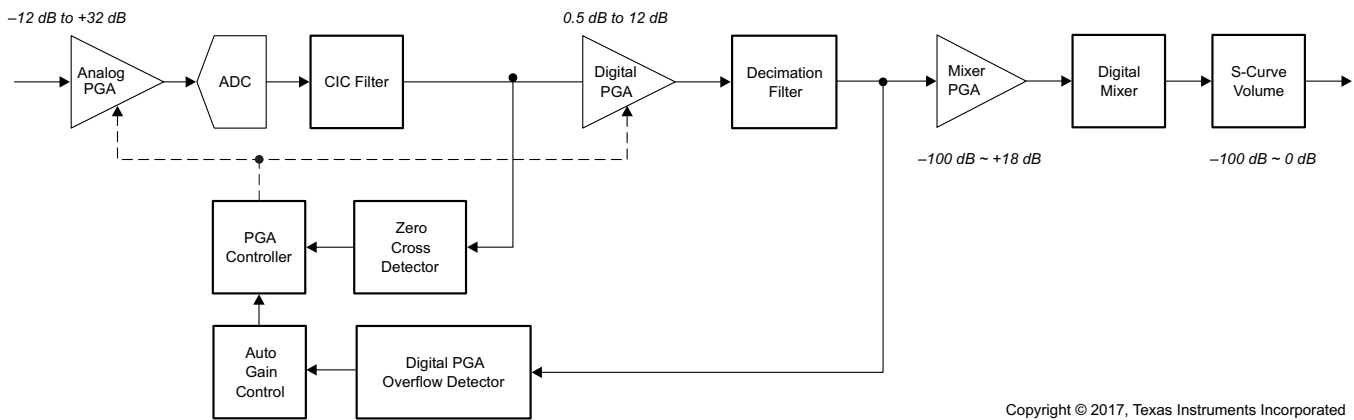 –12 dB to +32 dB
0.5 dB to 12 dB
Analog
PGA
ADC
CIC Filter
Digital
PGA
Decimation
Filter
Mixer
PGA
Digital
Mixer
S-Curve
Volume
–100 dB ~ +18 dB
–100 dB ~ 0 dB
PGA
Controller
Zero
Cross
Detector
Auto
Gain
Control
Digital PGA
Overflow Detector
Copyright © 2017, Texas Instruments Incorporated